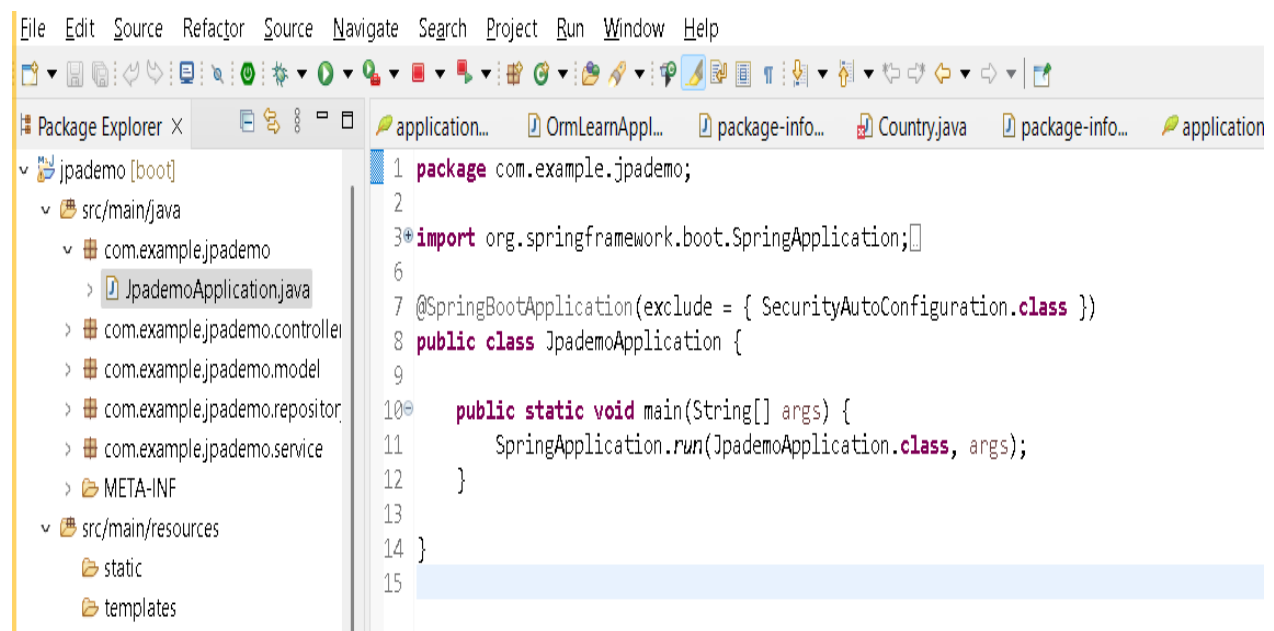 File Edit Source Refactor Source Navigate Search Project Run Window Help
Package Explorer
application... OrmLearnAppl... package-info... Country.java package-info... application
jpademo [boot]
src/main/java
com.example.jpademo
JpademoApplication.java
com.example.jpademo.controller
com.example.jpademo.model
com.example.jpademo.repository
com.example.jpademo.service
META-INF
src/main/resources
static
templates
1 package com.example.jpademo;
2
3 import org.springframework.boot.SpringApplication;
6
7 @SpringBootApplication(exclude = { SecurityAutoConfiguration.class })
8 public class JpademoApplication {
9
10 public static void main(String[] args) {
11 SpringApplication.run(JpademoApplication.class, args);
12 }
13
14 }
15